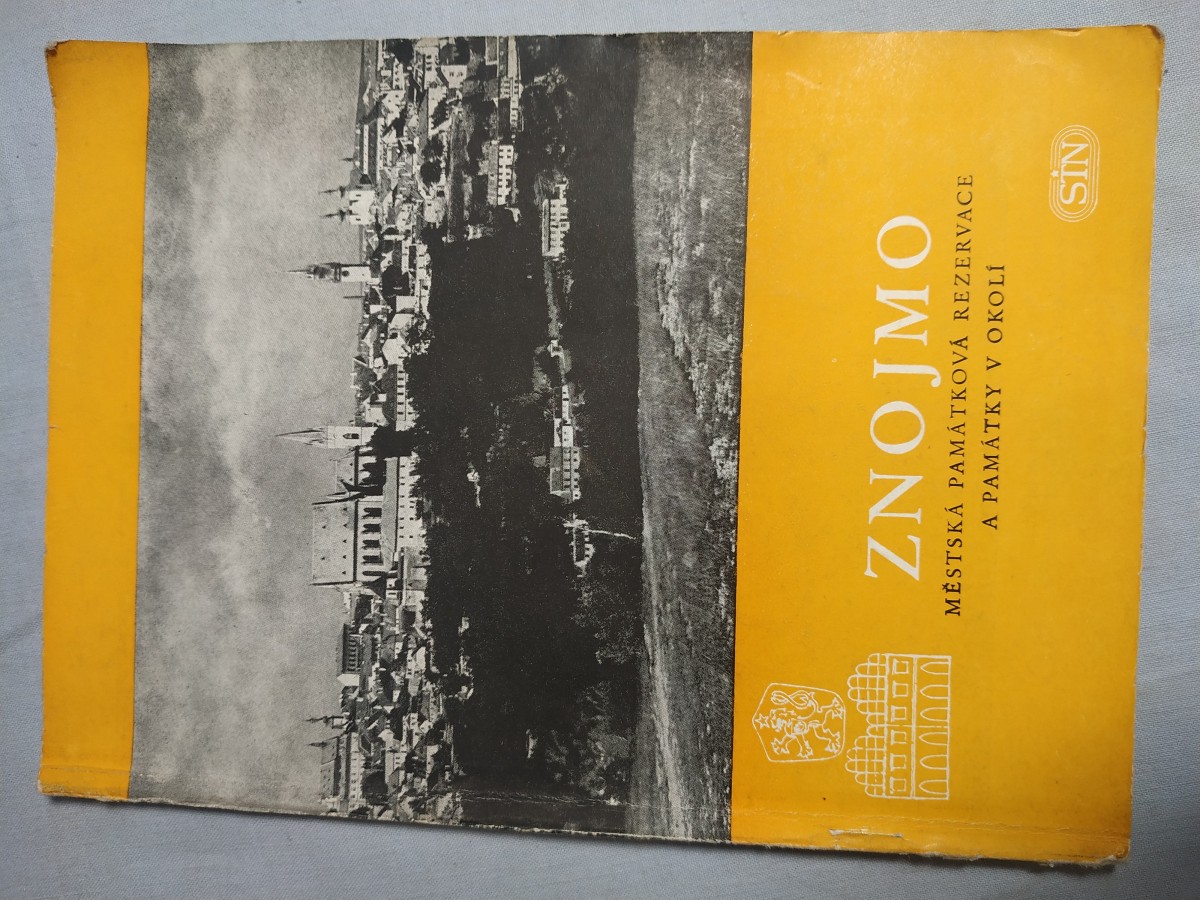 ZNOJMO
MĚSTSKÁ PAMÁTKOVÁ REZERVACE
A PAMÁTKY V OKOLÍ
STN